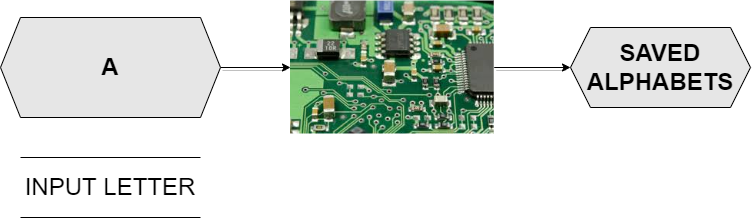 A
SAVED
ALPHABETS
INPUT LETTER